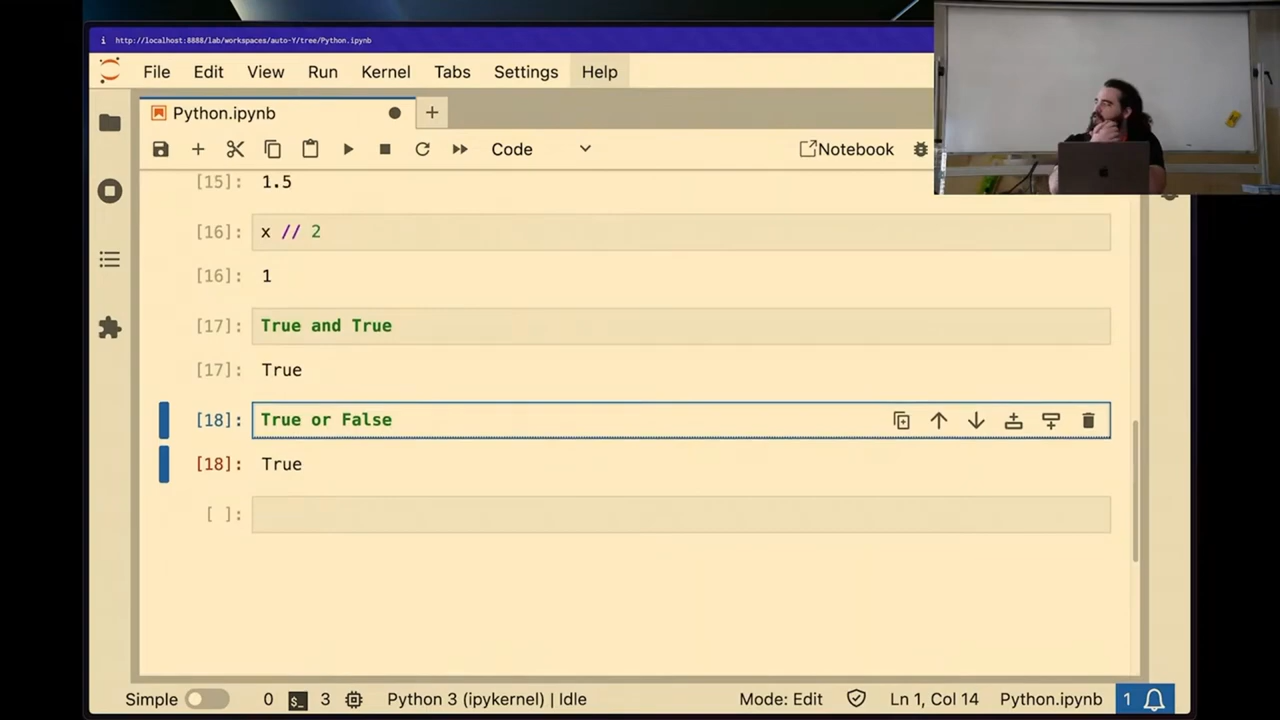 http://localhost:8888/lab/workspaces/auto-Y/tree/Python.ipynb
File Edit View Run Kernel Tabs Settings Help
Python.ipynb
Code Notebook
[15]: 1.5
[16]: x // 2
[16]: 1
[17]: True and True
[17]: True
[18]: True or False
[18]: True
[ ]:
Simple 0 $_ 3 Python 3 (ipykernel) | Idle Mode: Edit Ln 1, Col 14 Python.ipynb 1